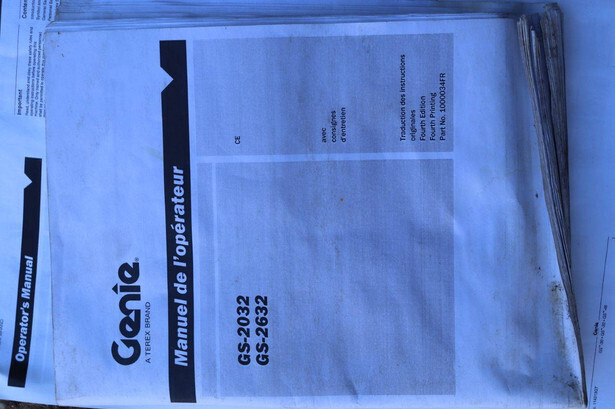 Genie
A TEREX BRAND
Manuel de l'opérateur
GS-2032
GS-2632
CE
avec
consignes
d'entretien
Traduction des instructions
originales
Fourth Edition
Fourth Printing
Part No. 1000034FR
Operator's Manual
Important
Genie